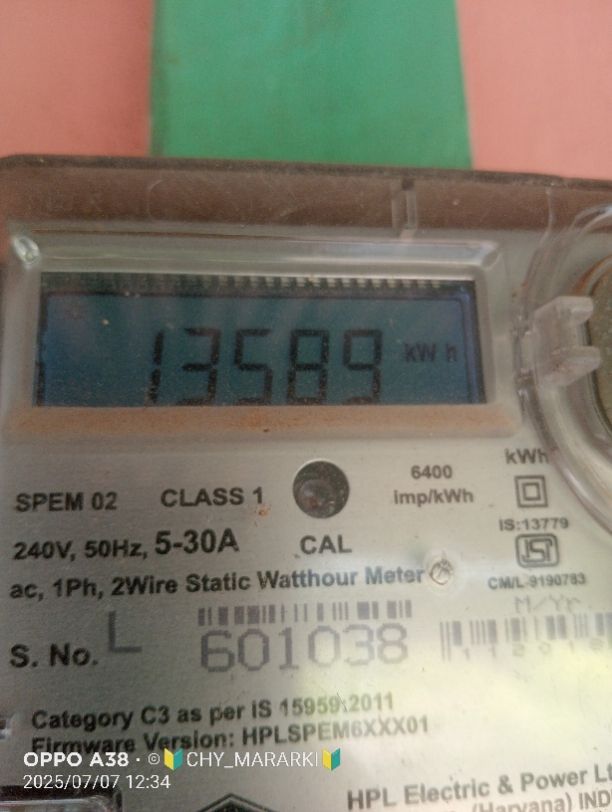 13589 kWh
SPEM 02 CLASS 1
6400
imp/kWh
kWh
IS:13779
240V, 50Hz, 5-30A CAL
ac, 1Ph, 2Wire Static Watthour Meter
CM/L-9190783
M/Yr
S. No. L 601038
Category C3 as per IS 15959:2011
Firmware Version: HPLSPEM6XXX01
OPPO A38 · ©🔰CHY_MARARKI🔰
2025/07/07 12:34
HPL Electric & Power
(Haryana) IND